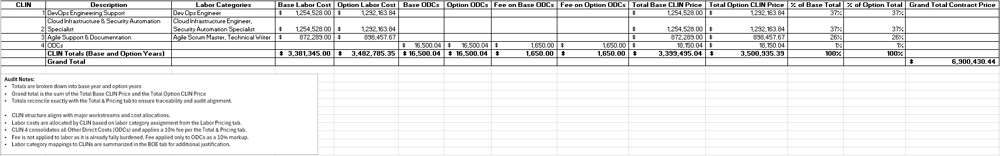 CLIN Description Labor Categories Base Labor Cost Option Labor Cost Base ODCs Option ODCs Fee on Base ODCs Fee on Option ODCs Total Base CLIN Price Total Option CLIN Price % of Base Total % of Option Total Grand Total Contract Price
1 DevOps Engineering Support Dev Ops Engineer $ 1,254,528.00 $ 1,292,163.84 $ 1,254,528.00 $ 1,292,163.84 37% 37%
Cloud Infrastructure & Security Automation Cloud Infrastructure Engineer,
2 Specialist Security Automation Specialist $ 1,254,528.00 $ 1,292,163.84 $ 1,254,528.00 $ 1,292,163.84 37% 37%
3 Agile Support & Documentation Agile Scrum Master, Technical Writer $ 872,289.00 $ 898,457.67 $ 872,289.00 $ 898,457.67 26% 26%
4 ODCs $ 16,500.04 $ 16,500.04 $ 1,650.00 $ 1,650.00 $ 18,150.04 $ 18,150.04 1% 1%
CLIN Totals (Base and Option Years) $ 3,381,345.00 $ 3,482,785.35 $ 16,500.04 $ 16,500.04 $ 1,650.00 $ 1,650.00 $ 3,399,495.04 $ 3,500,935.39 100% 100%
Grand Total $ 6,900,430.44
Audit Notes:
• Totals are broken down into base year and option years
• Grand total is the sum of the Total Base CLIN Price and the Total Option CLIN Price
• Totals reconcile exactly with the Total & Pricing tab to ensure traceability and audit alignment.
• CLIN structure aligns with major workstreams and cost allocations.
• Labor costs are allocated by CLIN based on labor category assignment from the Labor Pricing tab.
• CLIN 4 consolidates all Other Direct Costs (ODCs) and applies a 10% fee per the Total & Pricing tab.
• Fee is not applied to labor as it is already fully burdened. Fee applied only to ODCs as a 10% markup.
• Labor category mappings to CLINs are summarized in the BOE tab for additional justification.